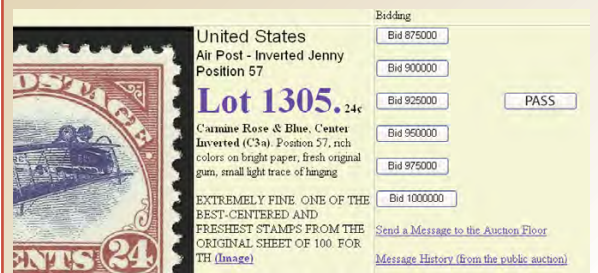 Bidding
United States
Air Post - Inverted Jenny
Position 57
Lot 1305. 24c
Carmine Rose & Blue, Center
Inverted (C3a). Position 57, rich
colors on bright paper, fresh original
gum, small light trace of hinging
EXTREMELY FINE. ONE OF THE
BEST-CENTERED AND
FRESHEST STAMPS FROM THE
ORIGINAL SHEET OF 100. FOR
TH (Image)
Bid 875000
Bid 900000
Bid 925000
PASS
Bid 950000
Bid 975000
Bid 1000000
Send a Message to the Auction Floor
Message History (from the public auction)
OSTAGE
ENTS 24